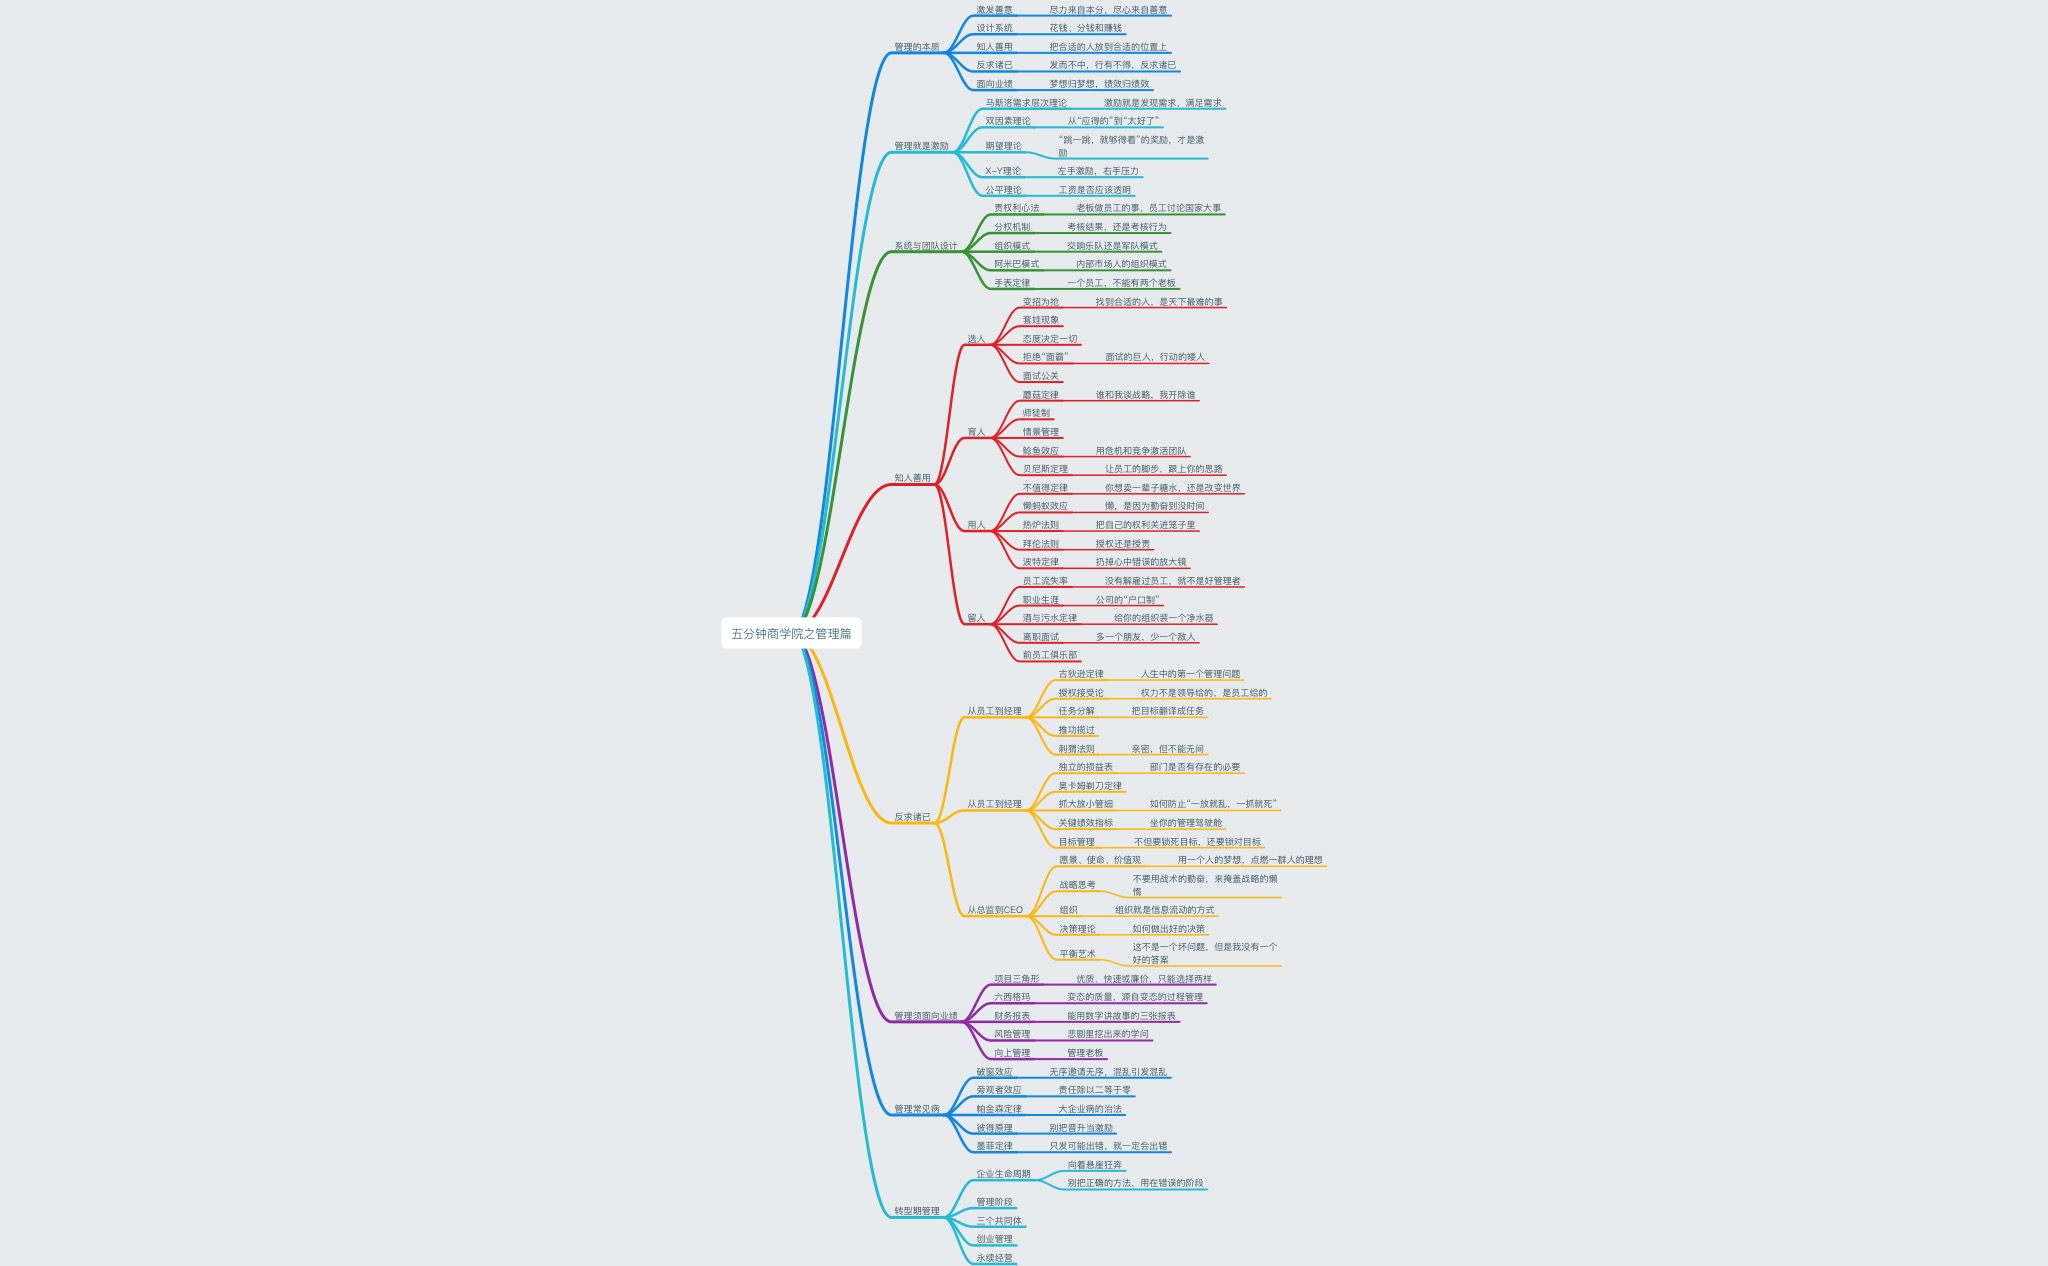 五分钟商学院之管理篇
管理的本质
激发善意
尽力来自本分，尽心来自善意
设计系统
花钱、分钱和赚钱
知人善用
把合适的人放到合适的位置上
反求诸已
发而不中，行有不得，反求诸已
面向业绩
梦想归梦想，绩效归绩效
管理就是激励
马斯洛需求层次理论
激励就是发现需求，满足需求
双因素理论
从“应得的”到“太好了”
期望理论
“跳一跳，就够得着”的奖励，才是激
励
X-Y理论
左手激励，右手压力
公平理论
工资是否应该透明
系统与团队设计
责权利心法
老板做员工的事，员工讨论国家大事
分权机制
考核结果，还是考核行为
组织模式
交响乐队还是军队模式
阿米巴模式
内部市场人的组织模式
手表定律
一个员工，不能有两个老板
知人善用
选人
变招为抢
找到合适的人，是天下最难的事
套娃现象
态度决定一切
拒绝“面霸”
面试的巨人，行动的矮人
面试公关
育人
蘑菇定律
谁和我谈战略，我开除谁
师徒制
情景管理
鲶鱼效应
用危机和竞争激活团队
贝尼斯定理
让员工的脚步，跟上你的思路
用人
不值得定律
你想卖一辈子糖水，还是改变世界
懒蚂蚁效应
懒，是因为勤奋到没时间
热炉法则
把自己的权利关进笼子里
拜伦法则
授权还是授责
波特定律
扔掉心中错误的放大镜
留人
员工流失率
没有解雇过员工，就不是好管理者
职业生涯
公司的“户口制”
酒与污水定律
给你的组织装一个净水器
离职面试
多一个朋友，少一个敌人
前员工俱乐部
反求诸已
从员工到经理
古狄逊定律
人生中的第一个管理问题
授权接受论
权力不是领导给的，是员工给的
任务分解
把目标翻译成任务
推功揽过
刺猬法则
亲密，但不能无间
从员工到经理
独立的损益表
部门是否有存在的必要
奥卡姆剃刀定律
抓大放小管细
如何防止“一放就乱，一抓就死”
关键绩效指标
坐你的管理驾驶舱
目标管理
不但要锁死目标，还要锁对目标
从总监到CEO
愿景、使命、价值观
用一个人的梦想，点燃一群人的理想
战略思考
不要用战术的勤奋，来掩盖战略的懒
惰
组织
组织就是信息流动的方式
决策理论
如何做出好的决策
平衡艺术
这不是一个坏问题，但是我没有一个
好的答案
管理须面向业绩
项目三角形
优质、快速或廉价，只能选择两样
六西格玛
变态的质量，源自变态的过程管理
财务报表
能用数字讲故事的三张报表
风险管理
悲剧里挖出来的学问
向上管理
管理老板
管理常见病
破窗效应
无序邀请无序，混乱引发混乱
旁观者效应
责任除以二等于零
帕金森定律
大企业病的治法
彼得原理
别把晋升当激励
墨菲定律
只发可能出错，就一定会出错
转型期管理
企业生命周期
向着悬崖狂奔
别把正确的方法，用在错误的阶段
管理阶段
三个共同体
创业管理
永续经营